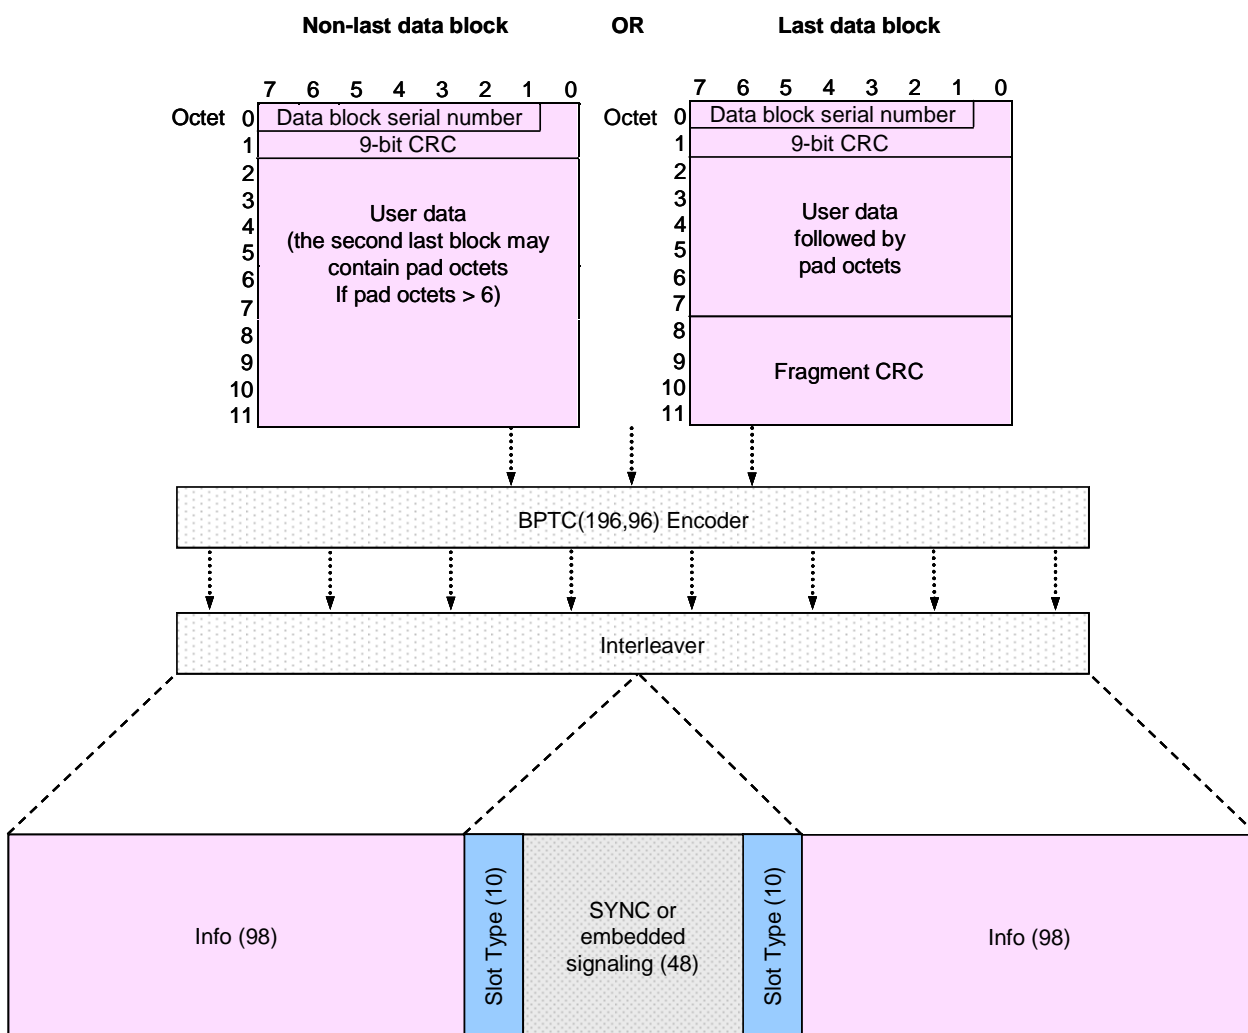 Non-last data block OR Last data block
7 6 5 4 3 2 1 0
7 6 5 4 3 2 1 0
Octet 0 Data block serial number
1 9-bit CRC
2
3
4
5
6
7
8
9
10
11
User data
(the second last block may
contain pad octets
If pad octets > 6)
Octet 0 Data block serial number
1 9-bit CRC
2
3
4
5
6
7
8
9
10
11
User data
followed by
pad octets
Fragment CRC
BPTC(196,96) Encoder
Interleaver
Info (98)
Slot Type (10)
SYNC or
embedded
signaling (48)
Slot Type (10)
Info (98)